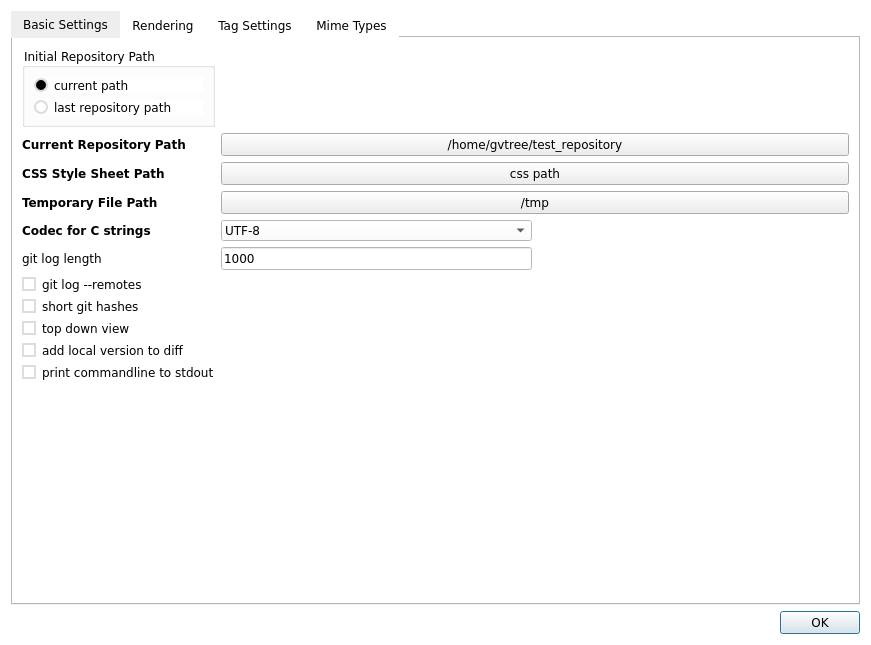 Basic Settings Rendering Tag Settings Mime Types
Initial Repository Path
current path
last repository path
Current Repository Path /home/gvtree/test_repository
CSS Style Sheet Path css path
Temporary File Path /tmp
Codec for C strings UTF-8
git log length 1000
git log --remotes
short git hashes
top down view
add local version to diff
print commandline to stdout
OK